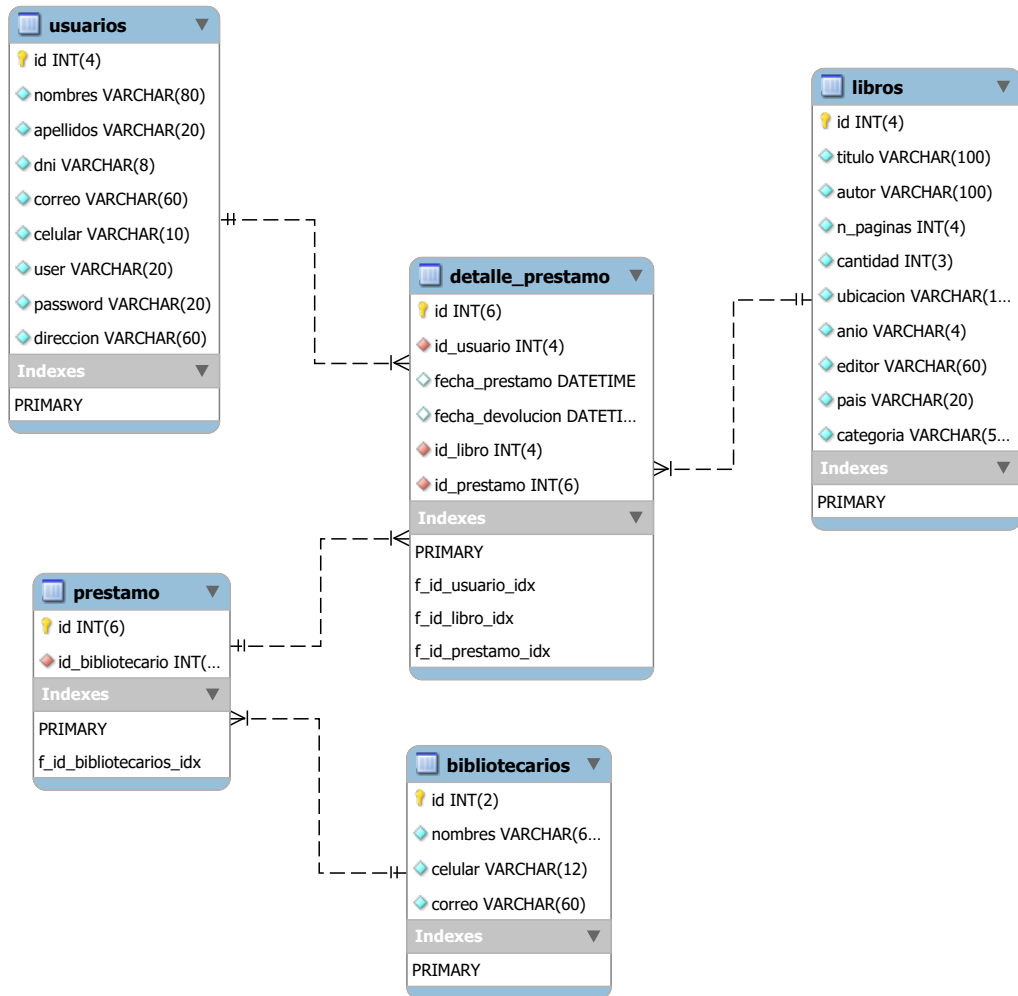 usuarios
id INT(4)
nombres VARCHAR(80)
apellidos VARCHAR(20)
dni VARCHAR(8)
correo VARCHAR(60)
celular VARCHAR(10)
user VARCHAR(20)
password VARCHAR(20)
direccion VARCHAR(60)
Indexes
PRIMARY
libros
id INT(4)
titulo VARCHAR(100)
autor VARCHAR(100)
n_paginas INT(4)
cantidad INT(3)
ubicacion VARCHAR(1...
anio VARCHAR(4)
editor VARCHAR(60)
pais VARCHAR(20)
categoria VARCHAR(5...
Indexes
PRIMARY
detalle_prestamo
id INT(6)
id_usuario INT(4)
fecha_prestamo DATETIME
fecha_devolucion DATETI...
id_libro INT(4)
id_prestamo INT(6)
Indexes
PRIMARY
f_id_usuario_idx
f_id_libro_idx
f_id_prestamo_idx
prestamo
id INT(6)
id_bibliotecario INT(...
Indexes
PRIMARY
f_id_bibliotecarios_idx
bibliotecarios
id INT(2)
nombres VARCHAR(6...
celular VARCHAR(12)
correo VARCHAR(60)
Indexes
PRIMARY